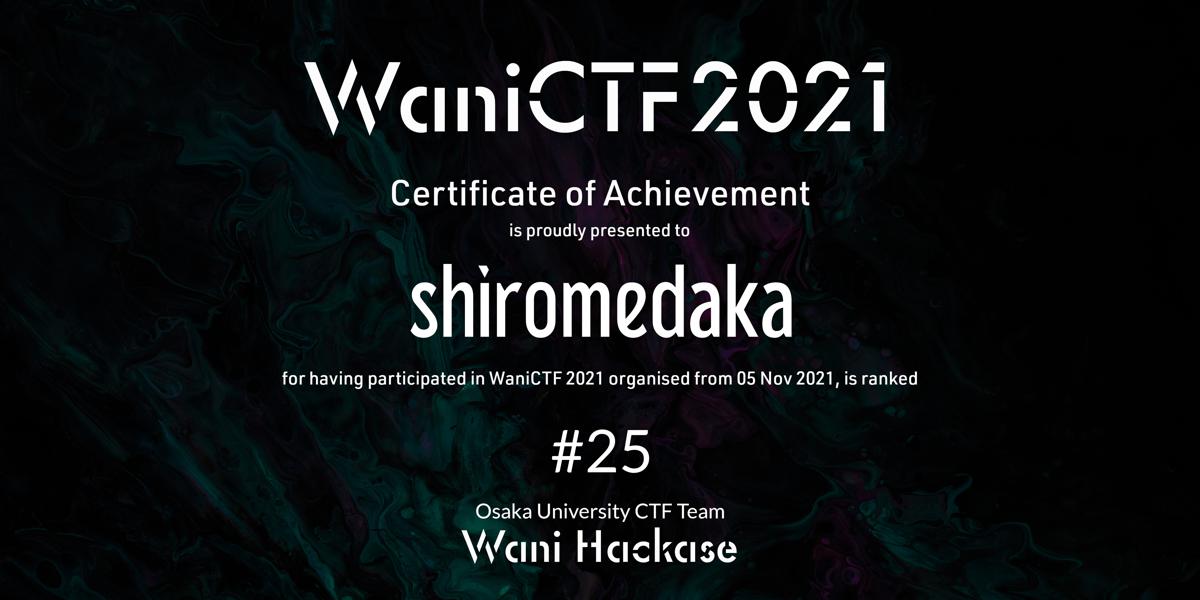 WaniCTF2021
Certificate of Achievement
is proudly presented to
shiromedaka
for having participated in WaniCTF 2021 organised from 05 Nov 2021, is ranked
#25
Osaka University CTF Team
Wani Hackase